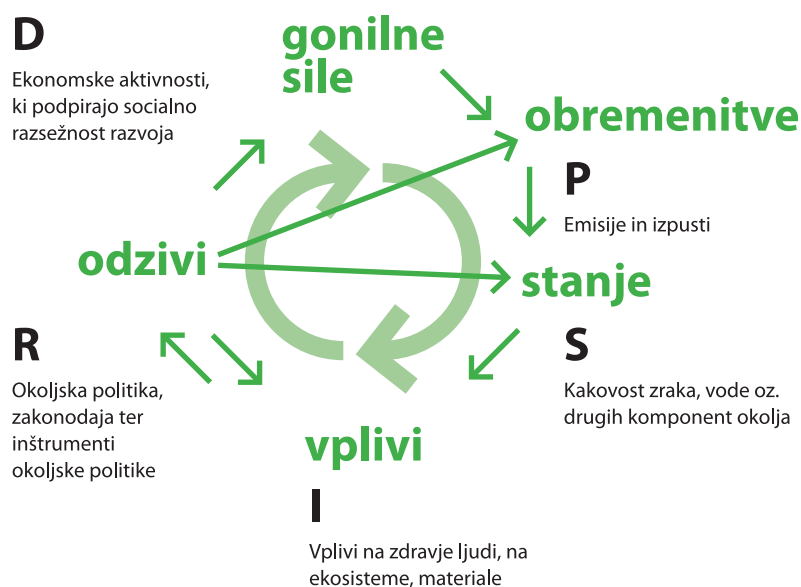 D
Ekonomske aktivnosti,
ki podpirajo socialno
razsežnost razvoja
gonilne
sile
obremenitve
P
Emisije in izpusti
stanje
S
Kakovost zraka, vode oz.
drugih komponent okolja
vplivi
I
Vplivi na zdravje ljudi, na
ekosisteme, materiale
odzivi
R
Okoljska politika,
zakonodaja ter
inštrumenti
okoljske politike